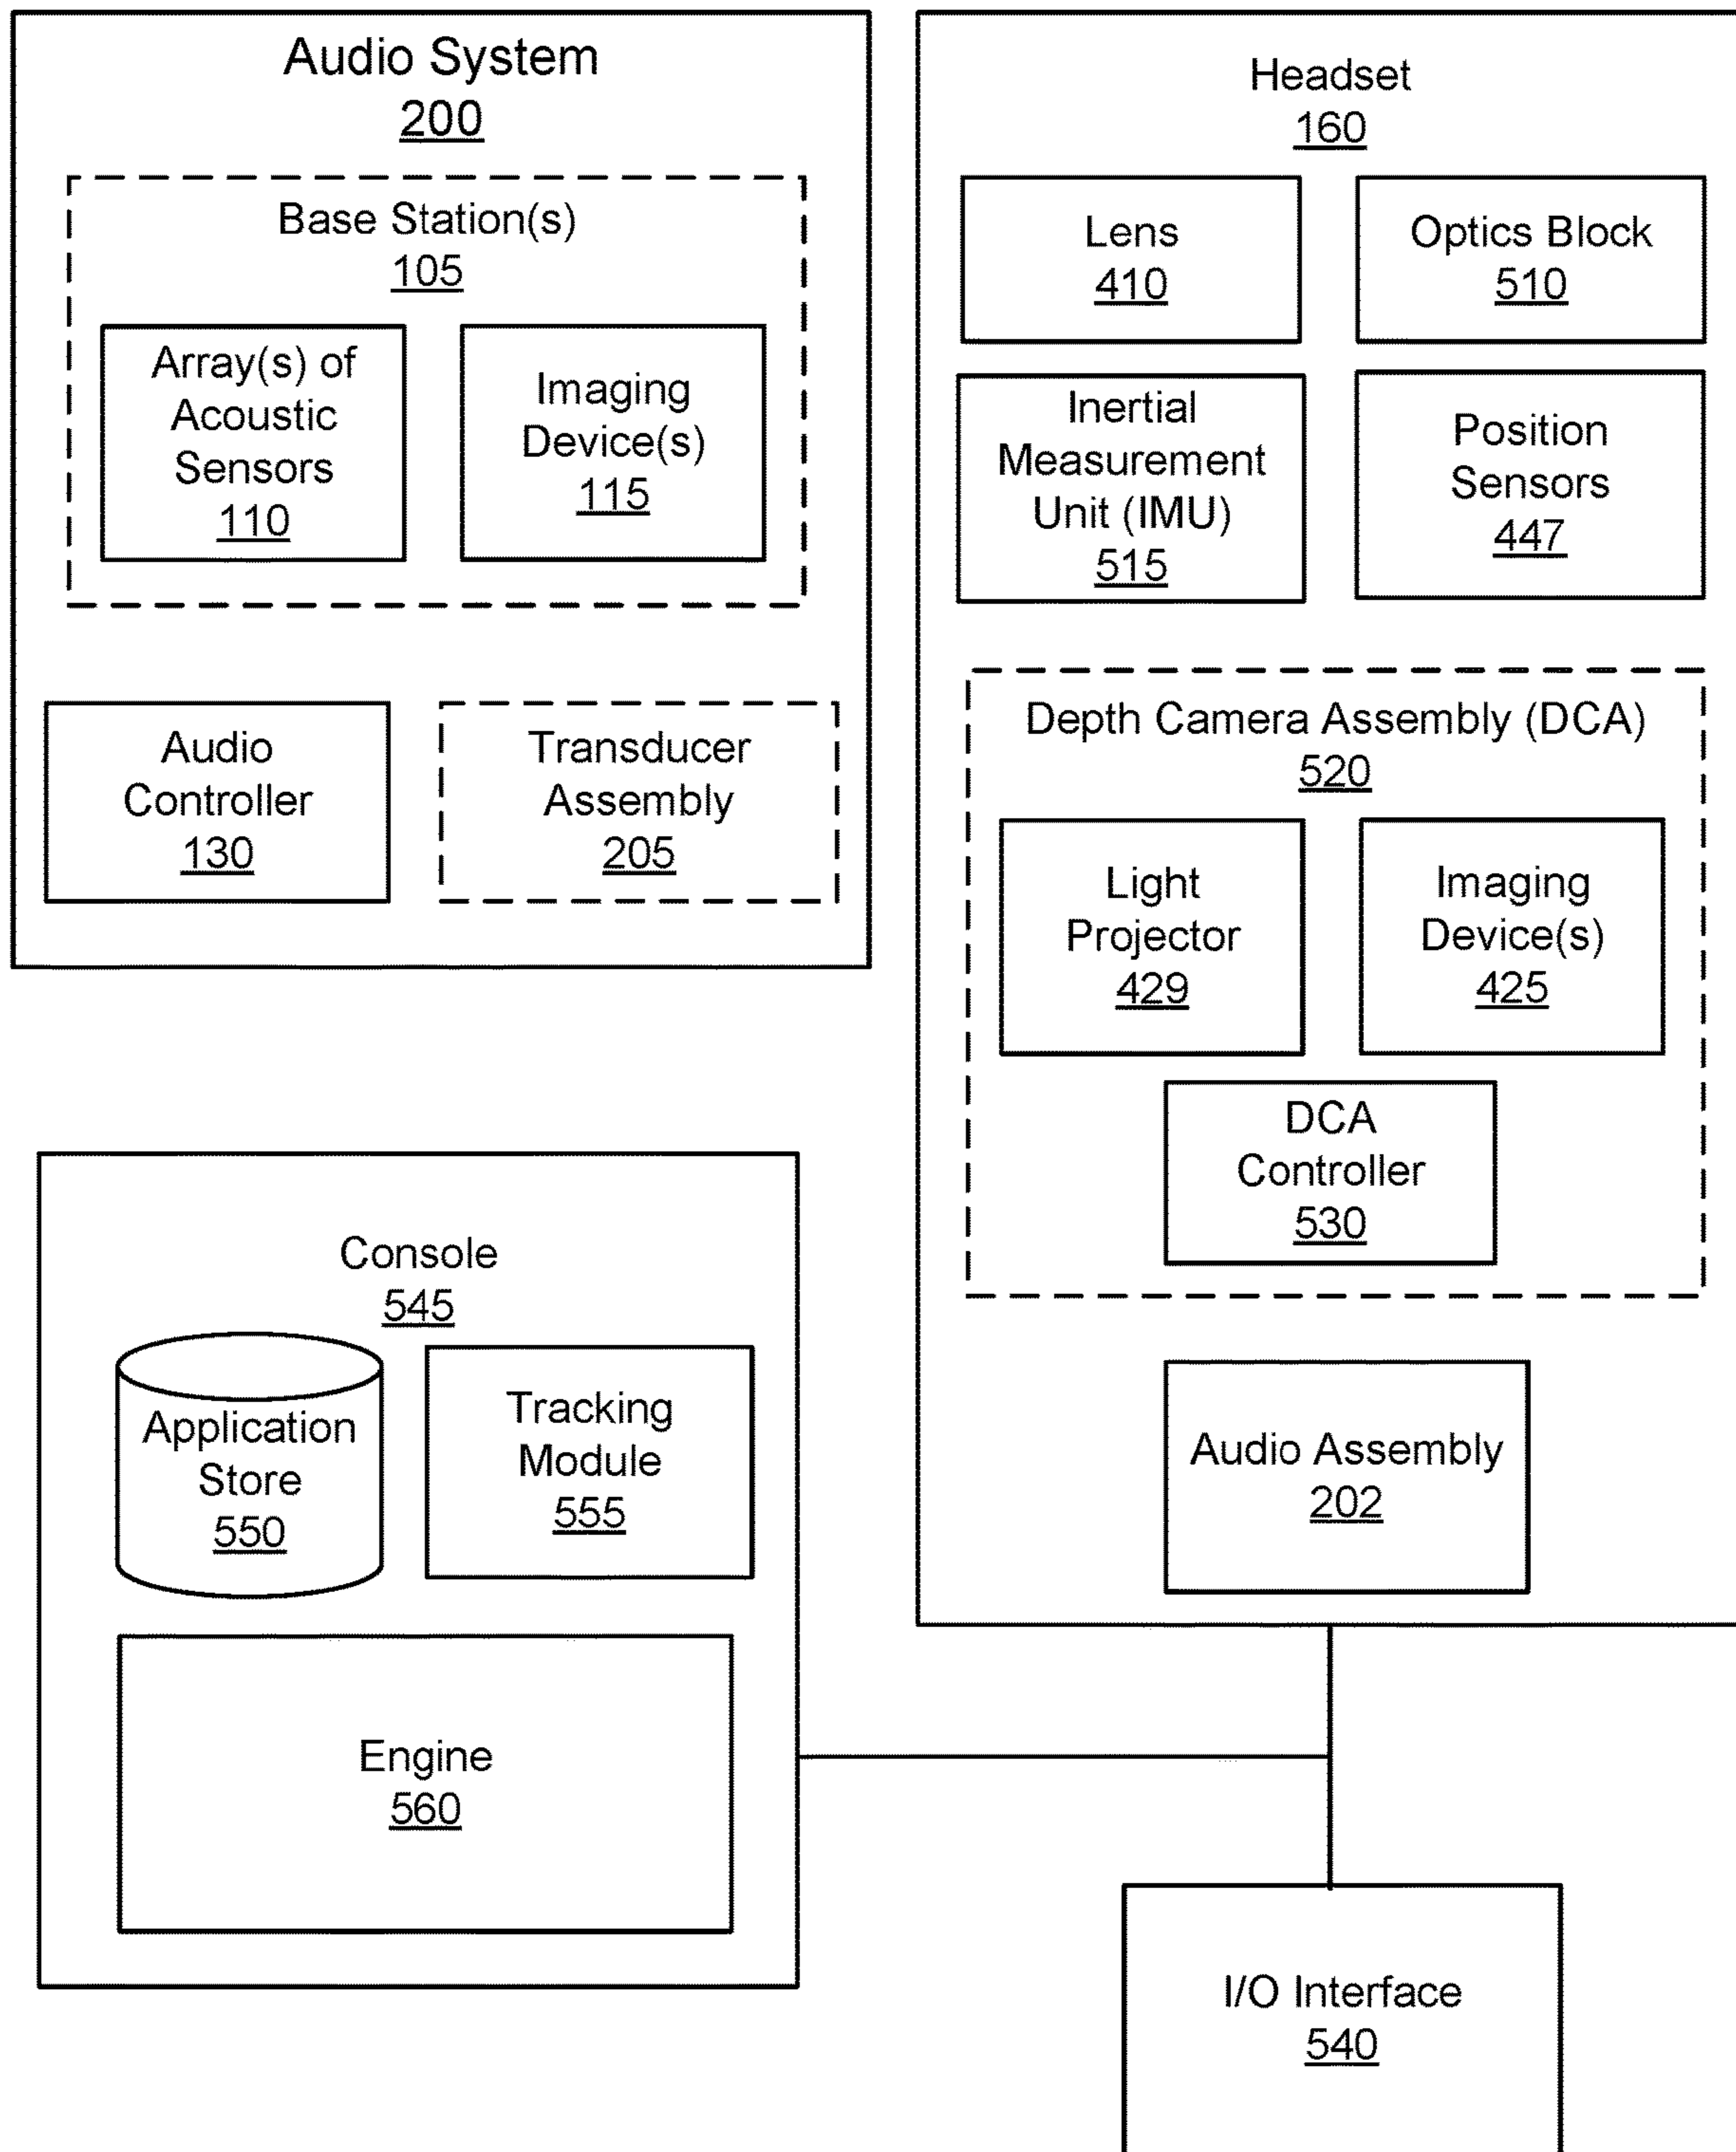 Audio System
200
Base Station(s)
105
Array(s) of
Acoustic
Sensors
110
Imaging
Device(s)
115
Audio
Controller
130
Transducer
Assembly
205
Headset
160
Lens
410
Optics Block
510
Inertial
Measurement
Unit (IMU)
515
Position
Sensors
447
Depth Camera Assembly (DCA)
520
Light
Projector
429
Imaging
Device(s)
425
DCA
Controller
530
Audio Assembly
202
Console
545
Application
Store
550
Tracking
Module
555
Engine
560
I/O Interface
540